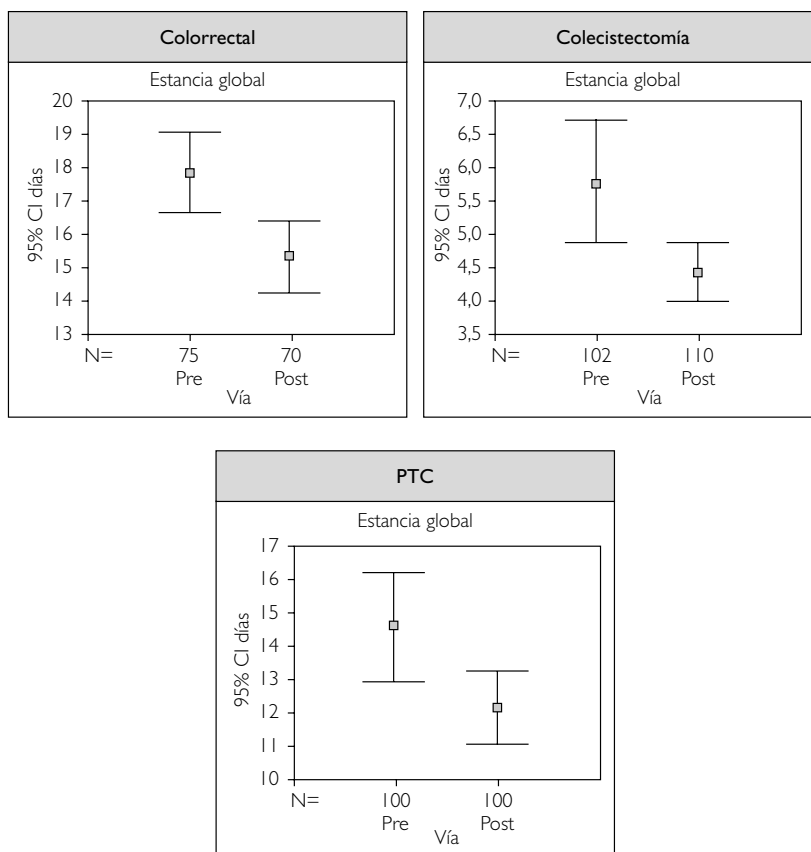 Colorrectal
Estancia global
95% CI días
20
19
18
17
16
15
14
13
N= 75 70
Pre Post
Vía
Colecistectomía
Estancia global
95% CI días
7,0
6,5
6,0
5,5
5,0
4,5
4,0
3,5
N= 102 110
Pre Post
Vía
PTC
Estancia global
95% CI días
17
16
15
14
13
12
11
10
N= 100 100
Pre Post
Vía